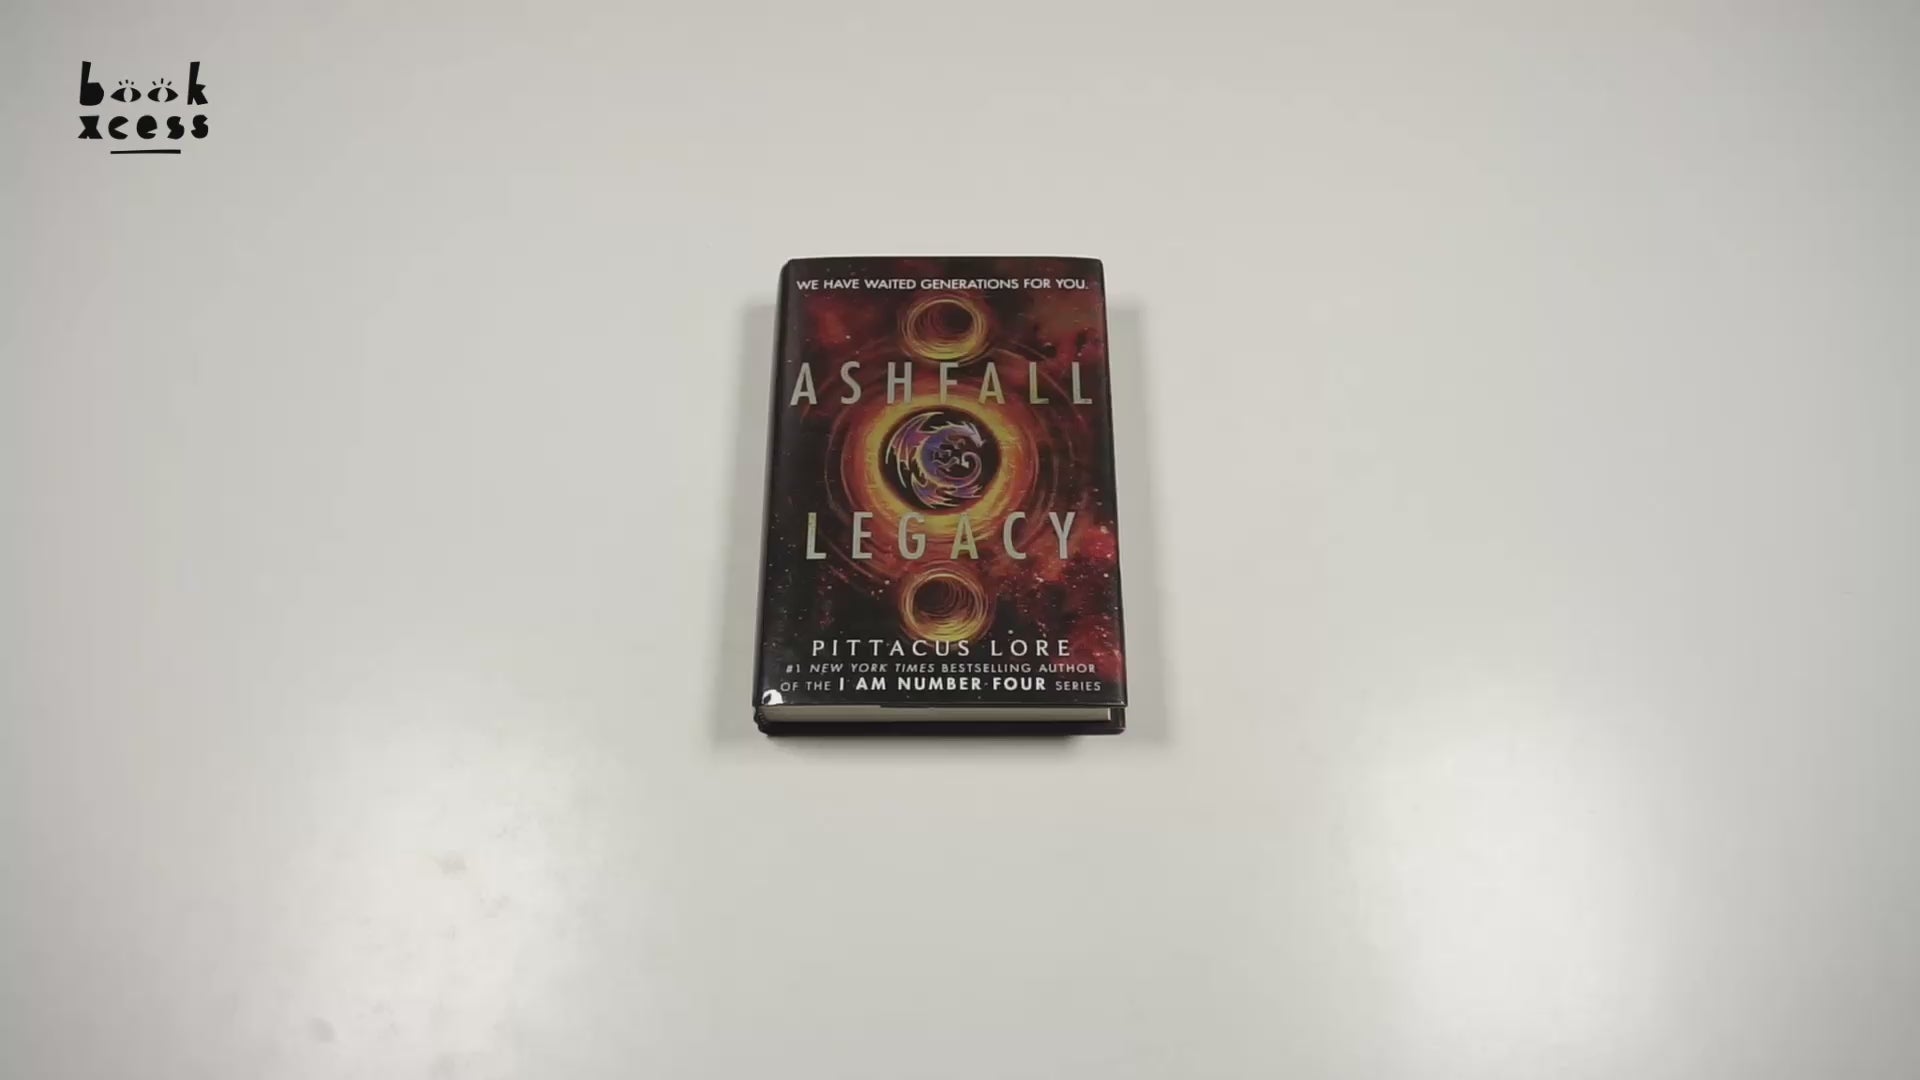 book
xcess
WE HAVE WAITED GENERATIONS FOR YOU.
ASHFALL
LEGACY
PITTACUS LORE
#1 NEW YORK TIMES BESTSELLING AUTHOR
OF THE I AM NUMBER FOUR SERIES